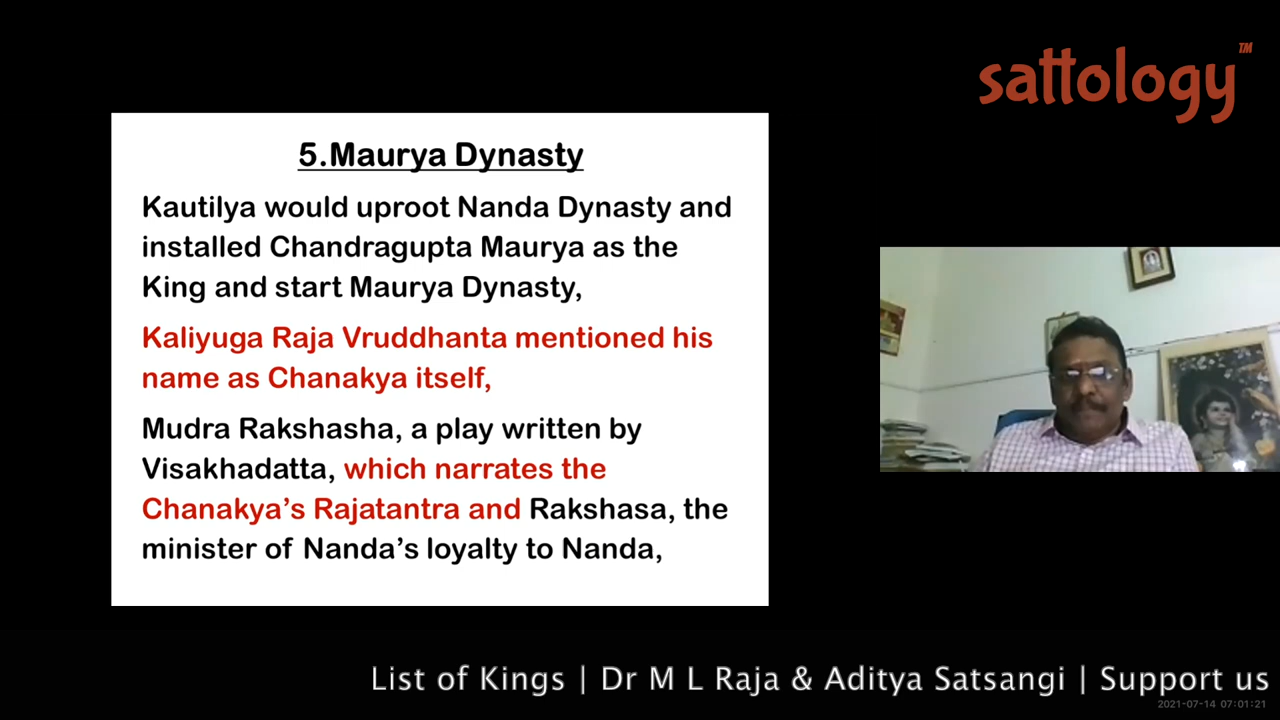 sattology™
5.Maurya Dynasty
Kautilya would uproot Nanda Dynasty and
installed Chandragupta Maurya as the
King and start Maurya Dynasty,
Kaliyuga Raja Vruddhanta mentioned his
name as Chanakya itself,
Mudra Rakshasha, a play written by
Visakhadatta, which narrates the
Chanakya’s Rajatantra and Rakshasa, the
minister of Nanda’s loyalty to Nanda,
List of Kings | Dr M L Raja & Aditya Satsangi | Support us
2021-07-14 07:01:21